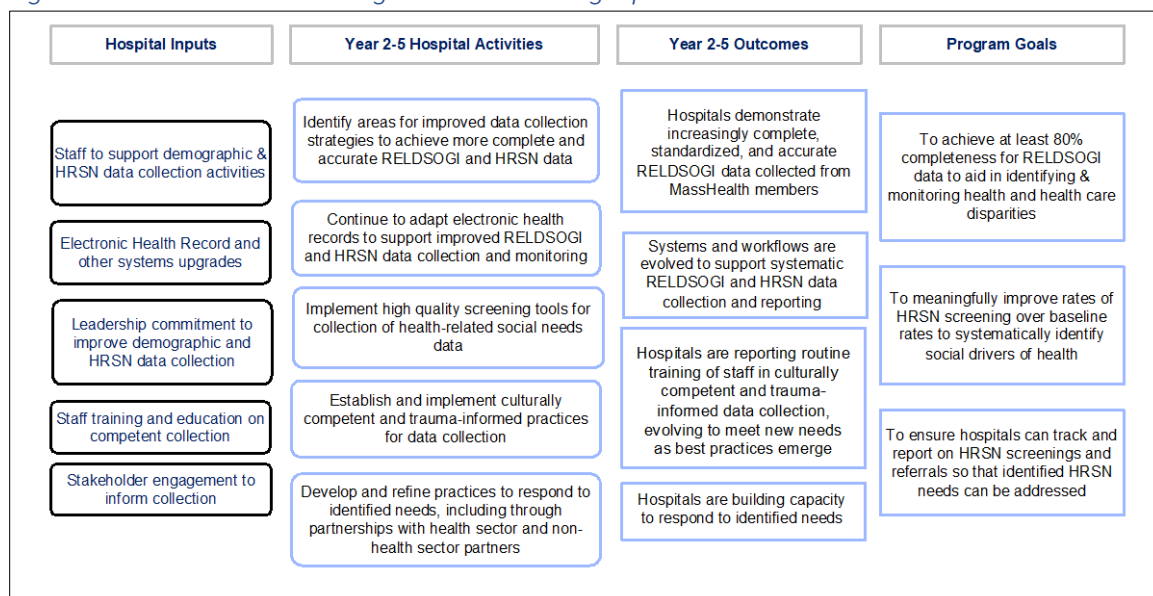 Hospital Inputs
Year 2-5 Hospital Activities
Year 2-5 Outcomes
Program Goals
Staff to support demographic &
HRSN data collection activities
Electronic Health Record and
other systems upgrades
Leadership commitment to
improve demographic and
HRSN data collection
Staff training and education on
competent collection
Stakeholder engagement to
inform collection
Identify areas for improved data collection
strategies to achieve more complete and
accurate RELDSOGI and HRSN data
Continue to adapt electronic health
records to support improved RELDSOGI
and HRSN data collection and monitoring
Implement high quality screening tools for
collection of health-related social needs
data
Establish and implement culturally
competent and trauma-informed practices
for data collection
Develop and refine practices to respond to
identified needs, including through
partnerships with health sector and non-
health sector partners
Hospitals demonstrate
increasingly complete,
standardized, and accurate
RELDSOGI data collected from
MassHealth members
Systems and workflows are
evolved to support systematic
RELDSOGI and HRSN data
collection and reporting
Hospitals are reporting routine
training of staff in culturally
competent and trauma-
informed data collection,
evolving to meet new needs
as best practices emerge
Hospitals are building capacity
to respond to identified needs
To achieve at least 80%
completeness for RELDSOGI
data to aid in identifying &
monitoring health and health care
disparities
To meaningfully improve rates of
HRSN screening over baseline
rates to systematically identify
social drivers of health
To ensure hospitals can track and
report on HRSN screenings and
referrals so that identified HRSN
needs can be addressed